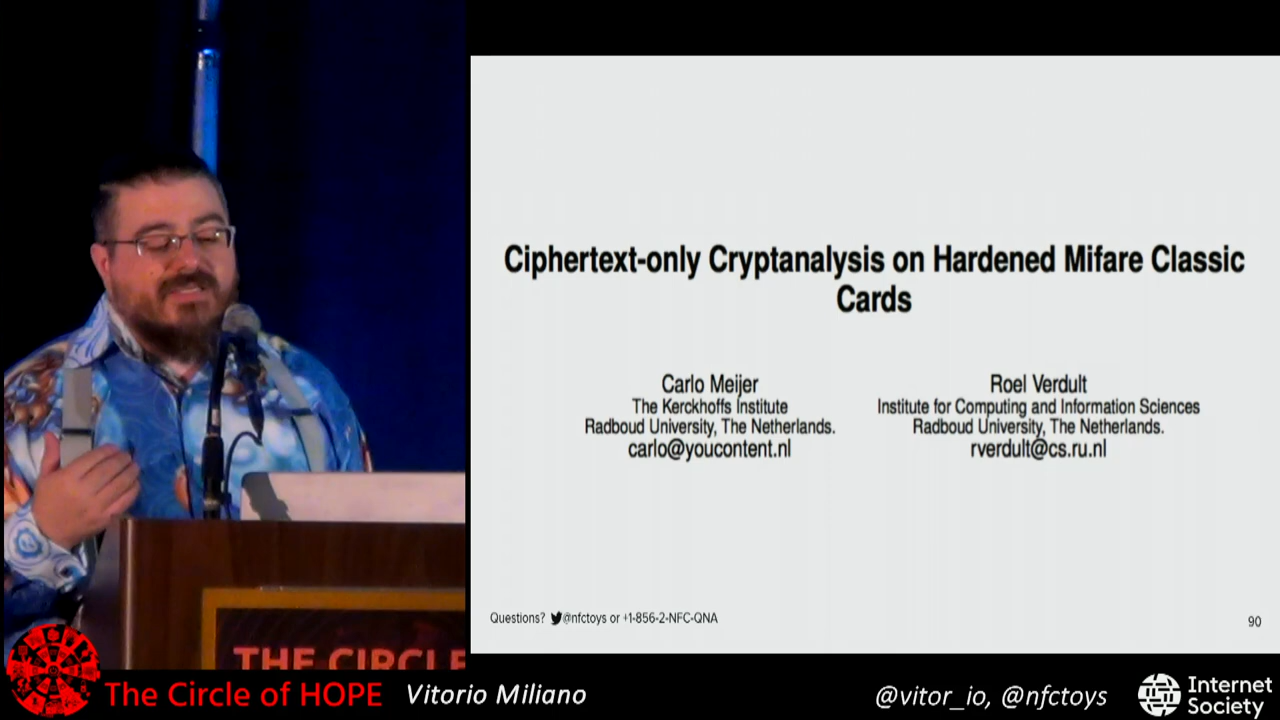 Ciphertext-only Cryptanalysis on Hardened Mifare Classic
Cards
Carlo Meijer
The Kerckhoffs Institute
Radboud University, The Netherlands.
carlo@youcontent.nl
Roel Verdult
Institute for Computing and Information Sciences
Radboud University, The Netherlands.
rverdult@cs.ru.nl
Questions? @nfctoys or +1-856-2-NFC-QNA
90
THE CIRCLE
The Circle of HOPE
Vitorio Miliano
@vitor_io, @nfctoys
Internet
Society